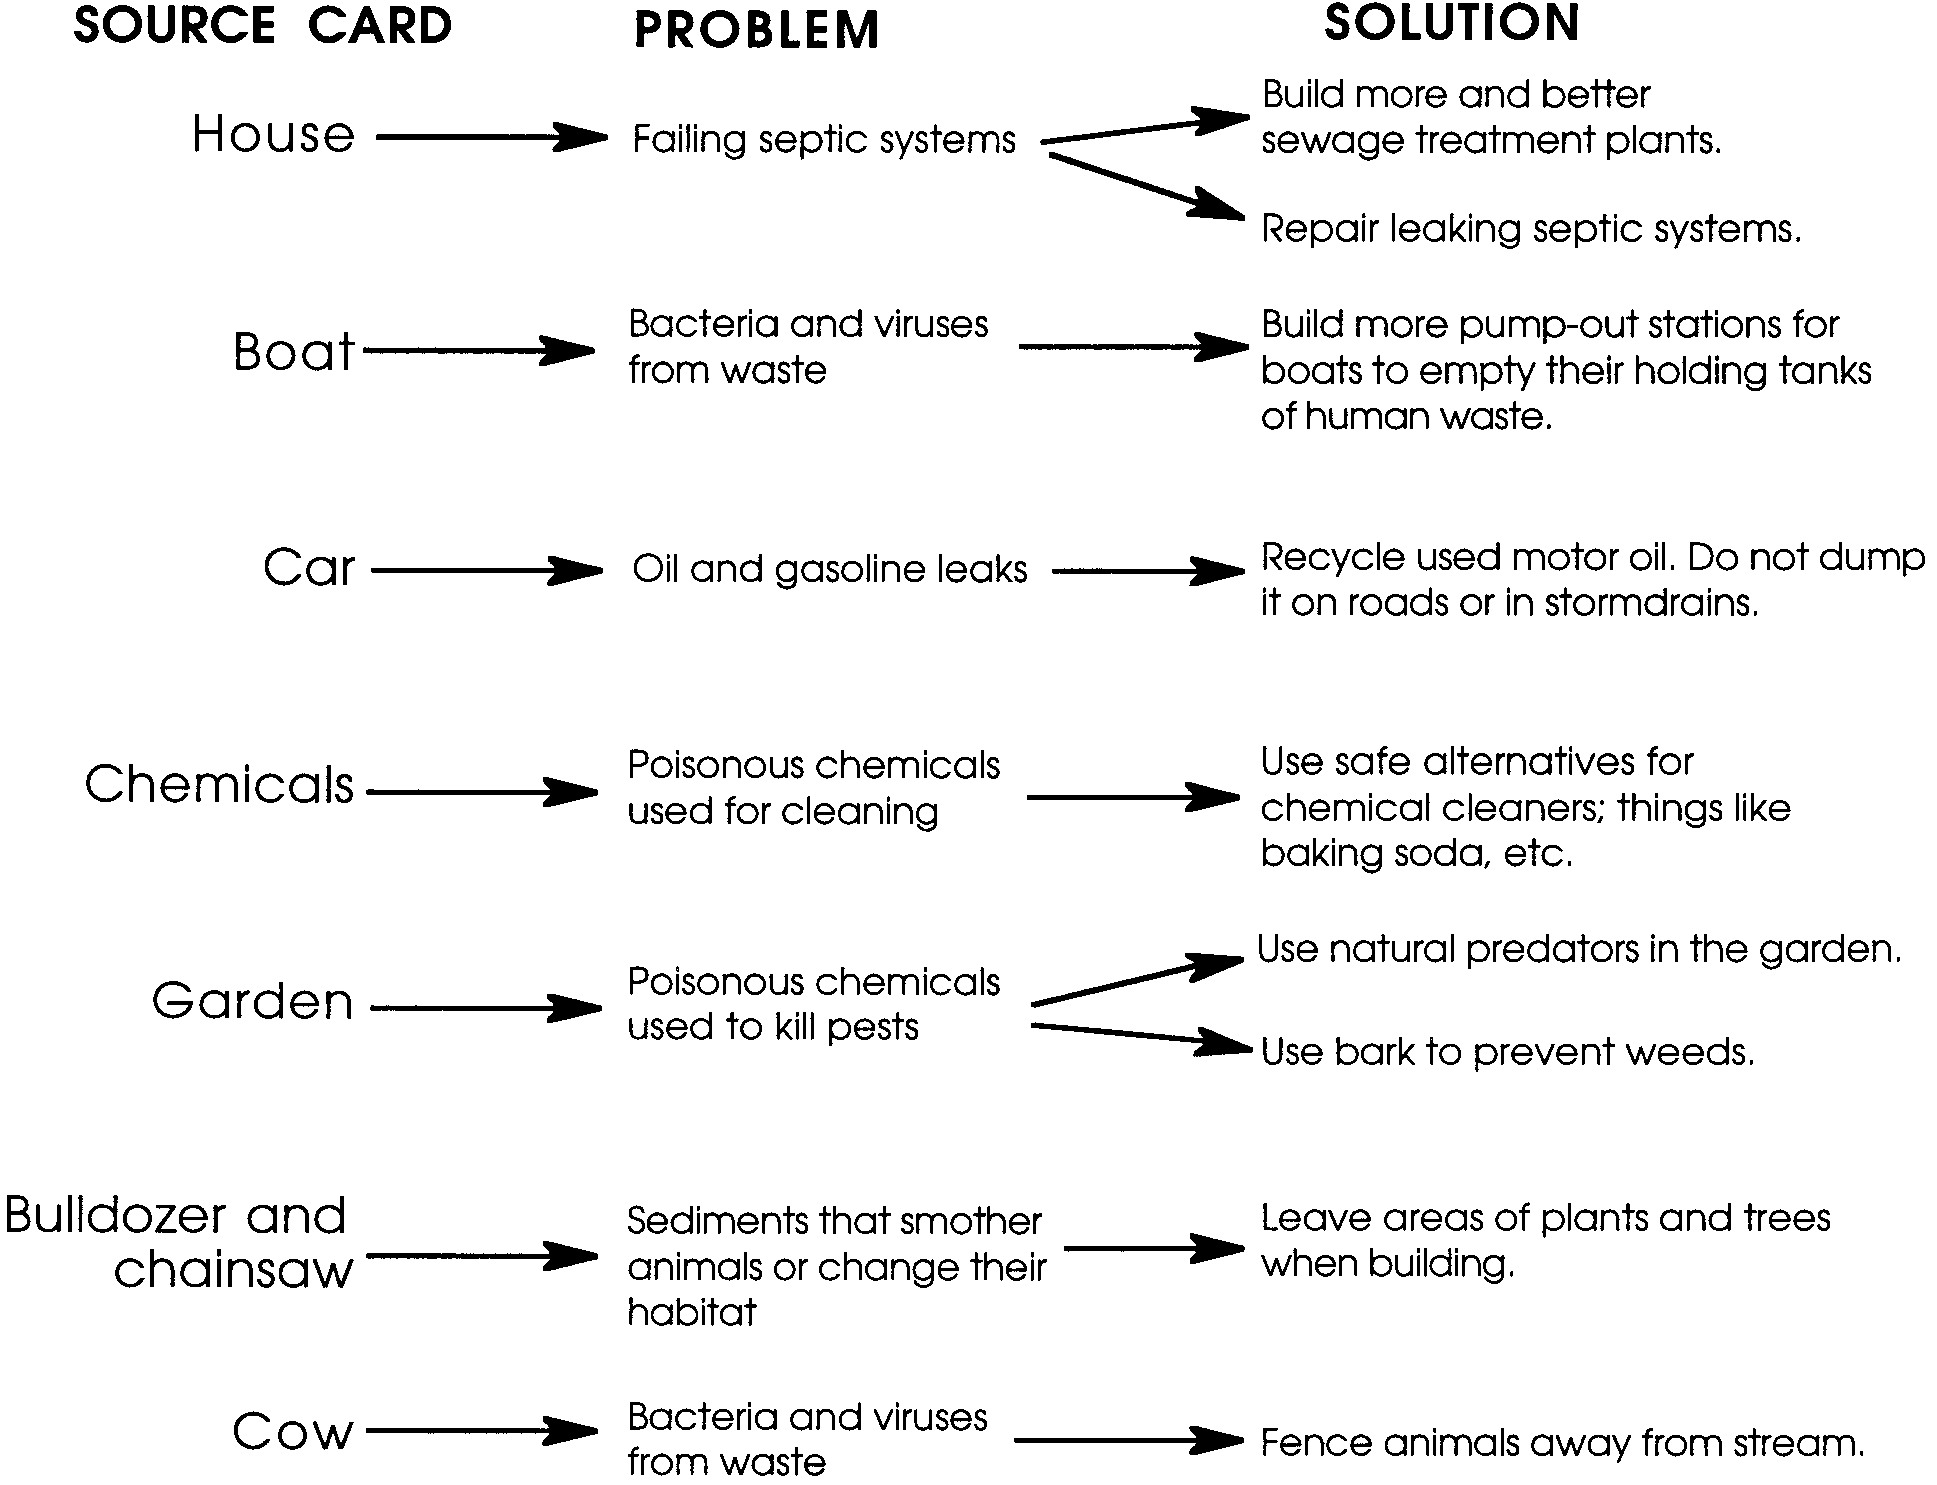 SOURCE CARD PROBLEM SOLUTION
House
Failing septic systems
Build more and better
sewage treatment plants.
Repair leaking septic systems.
Boat
Bacteria and viruses
from waste
Build more pump-out stations for
boats to empty their holding tanks
of human waste.
Car
Oil and gasoline leaks
Recycle used motor oil. Do not dump
it on roads or in stormdrains.
Chemicals
Poisonous chemicals
used for cleaning
Use safe alternatives for
chemical cleaners; things like
baking soda, etc.
Garden
Poisonous chemicals
used to kill pests
Use natural predators in the garden.
Use bark to prevent weeds.
Bulldozer and
chainsaw
Sediments that smother
animals or change their
habitat
Leave areas of plants and trees
when building.
Cow
Bacteria and viruses
from waste
Fence animals away from stream.